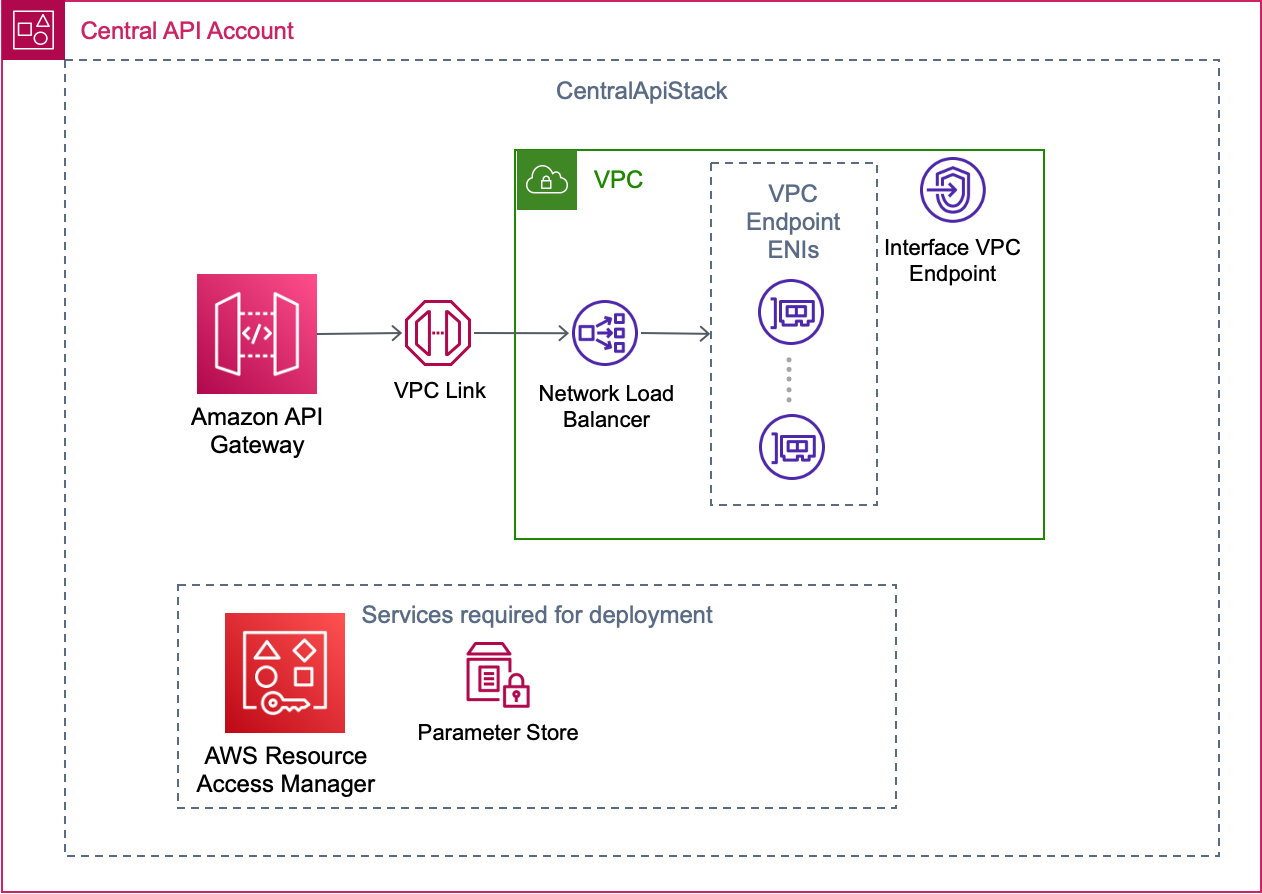 Central API Account
CentralApiStack
VPC
VPC
Endpoint
ENIs
Interface VPC
Endpoint
Amazon API
Gateway
VPC Link
Network Load
Balancer
Services required for deployment
AWS Resource
Access Manager
Parameter Store